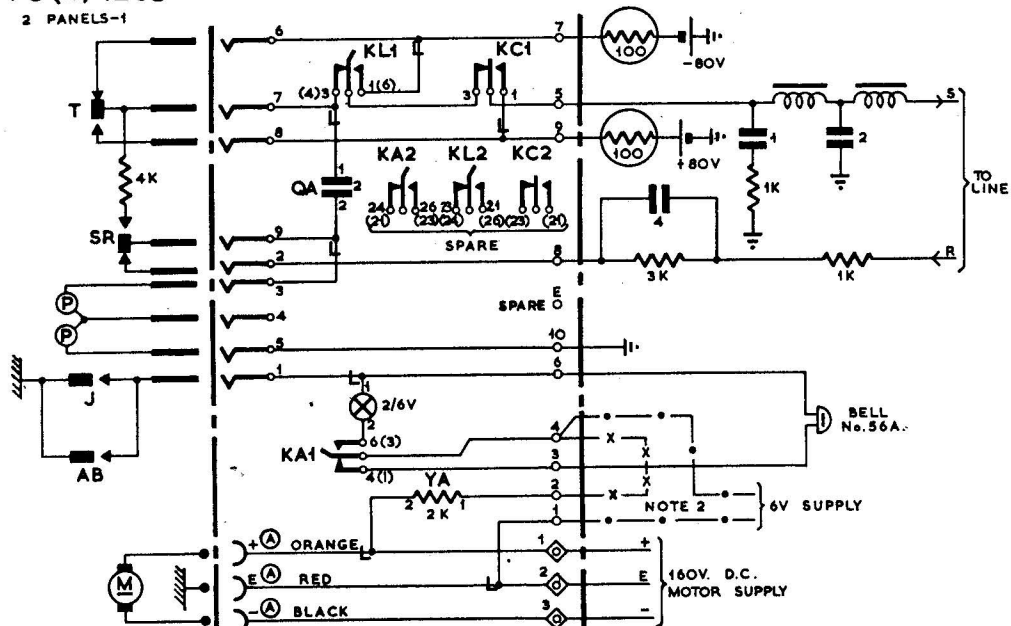 2 PANELS-1
6
7
100
-80V
KL1
KC1
(4) 3
1(6)
3
1
T
7
5
S
8
9
100
+80V
1
2
4K
1K
TO
LINE
QA
1
2
2
KA2
KL2
KC2
24
26
23
21
(21)
(23)
(24)
(26)
(23)
(21)
SPARE
4
SR
9
2
8
3K
1K
R
3
P
P
SPARE
E
4
5
10
1
6
J
AB
1
2/6V
2
BELL
No. 56A.
KA1
6(3)
4(1)
4
3
YA
2
2K
1
2
1
NOTE 2
6V SUPPLY
+ A ORANGE
1
+
M
E A RED
2
E
160V. D.C.
MOTOR SUPPLY
- A BLACK
3
-